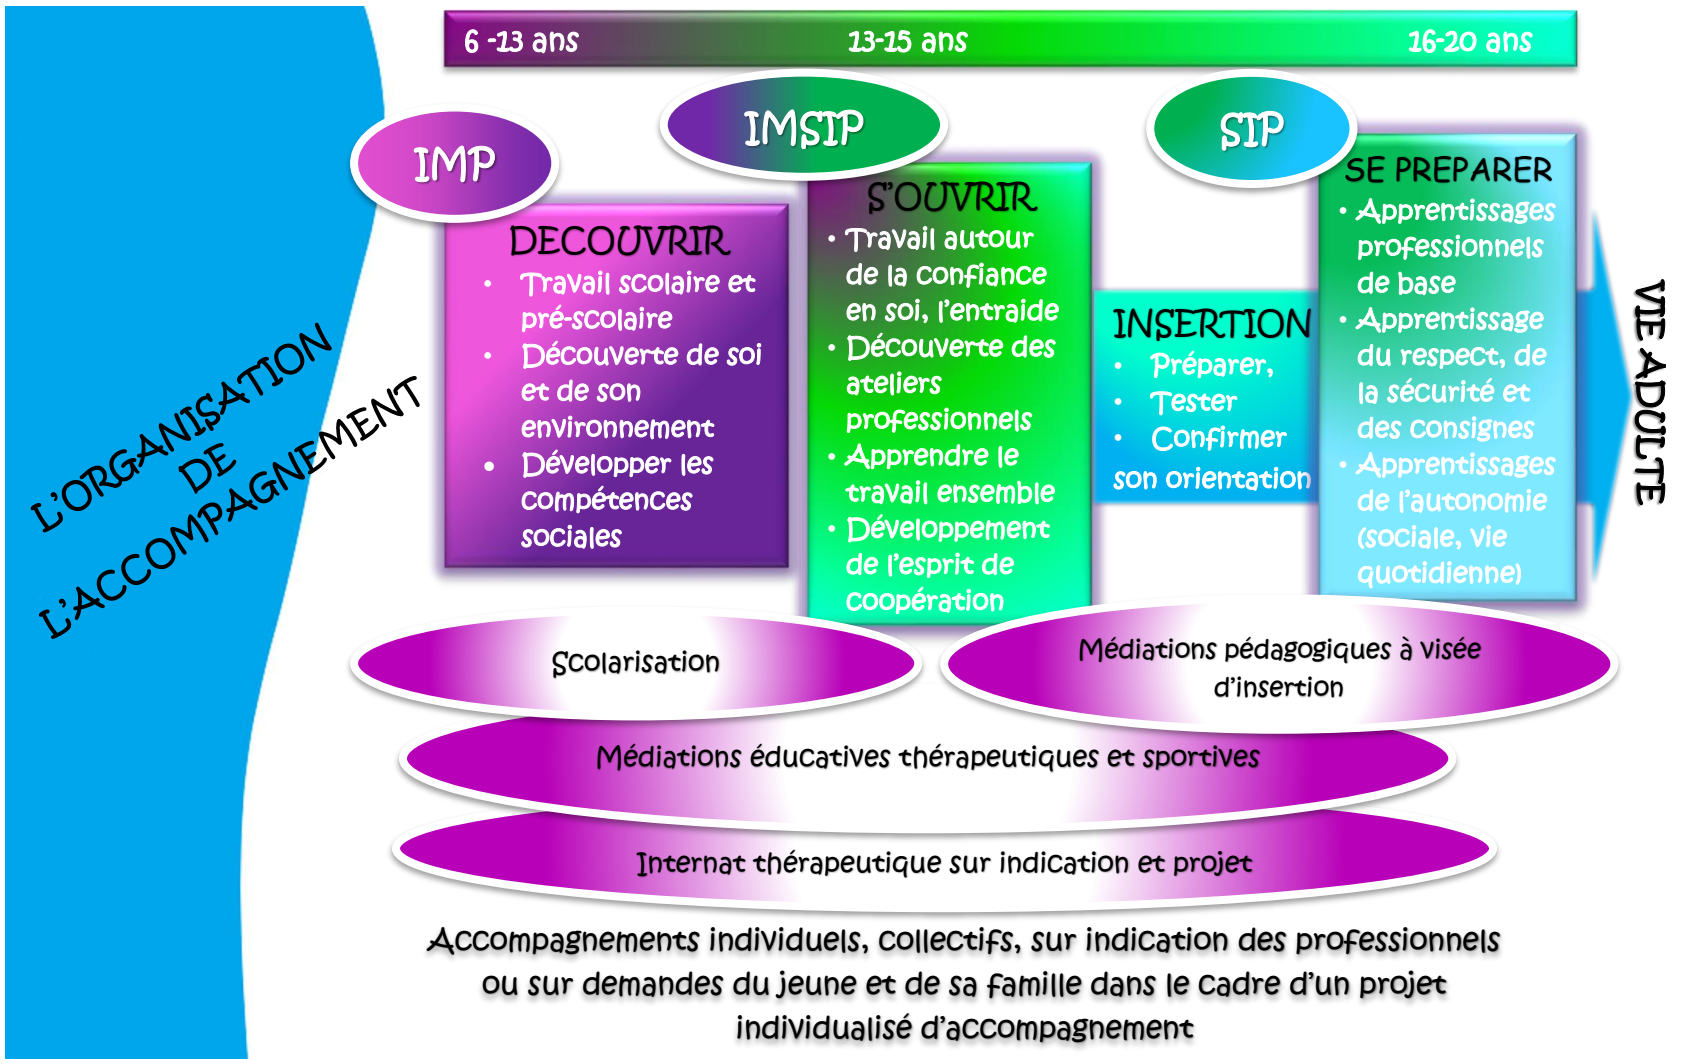 6 -13 ans
13-15 ans
16-20 ans
IMP
IMSIP
SIP
L'ORGANISATION
DE
L'ACCOMPAGNEMENT
DECOUVRIR
• Travail scolaire et
pré-scolaire
• Découverte de soi
et de son
environnement
• Développer les
compétences
sociales
S'OUVRIR
• Travail autour
de la confiance
en soi, l'entraide
• Découverte des
ateliers
professionnels
• Apprendre le
travail ensemble
• Développement
de l'esprit de
coopération
INSERTION
• Préparer,
• Tester
• Confirmer
son orientation
SE PREPARER
• Apprentissages
professionnels
de base
• Apprentissage
du respect, de
la sécurité et
des consignes
• Apprentissages
de l'autonomie
(sociale, vie
quotidienne)
VIE ADULTE
Scolarisation
Médiations pédagogiques à visée
d'insertion
Médiations éducatives thérapeutiques et sportives
Internat thérapeutique sur indication et projet
Accompagnements individuels, collectifs, sur indication des professionnels
ou sur demandes du jeune et de sa famille dans le cadre d'un projet
individualisé d'accompagnement